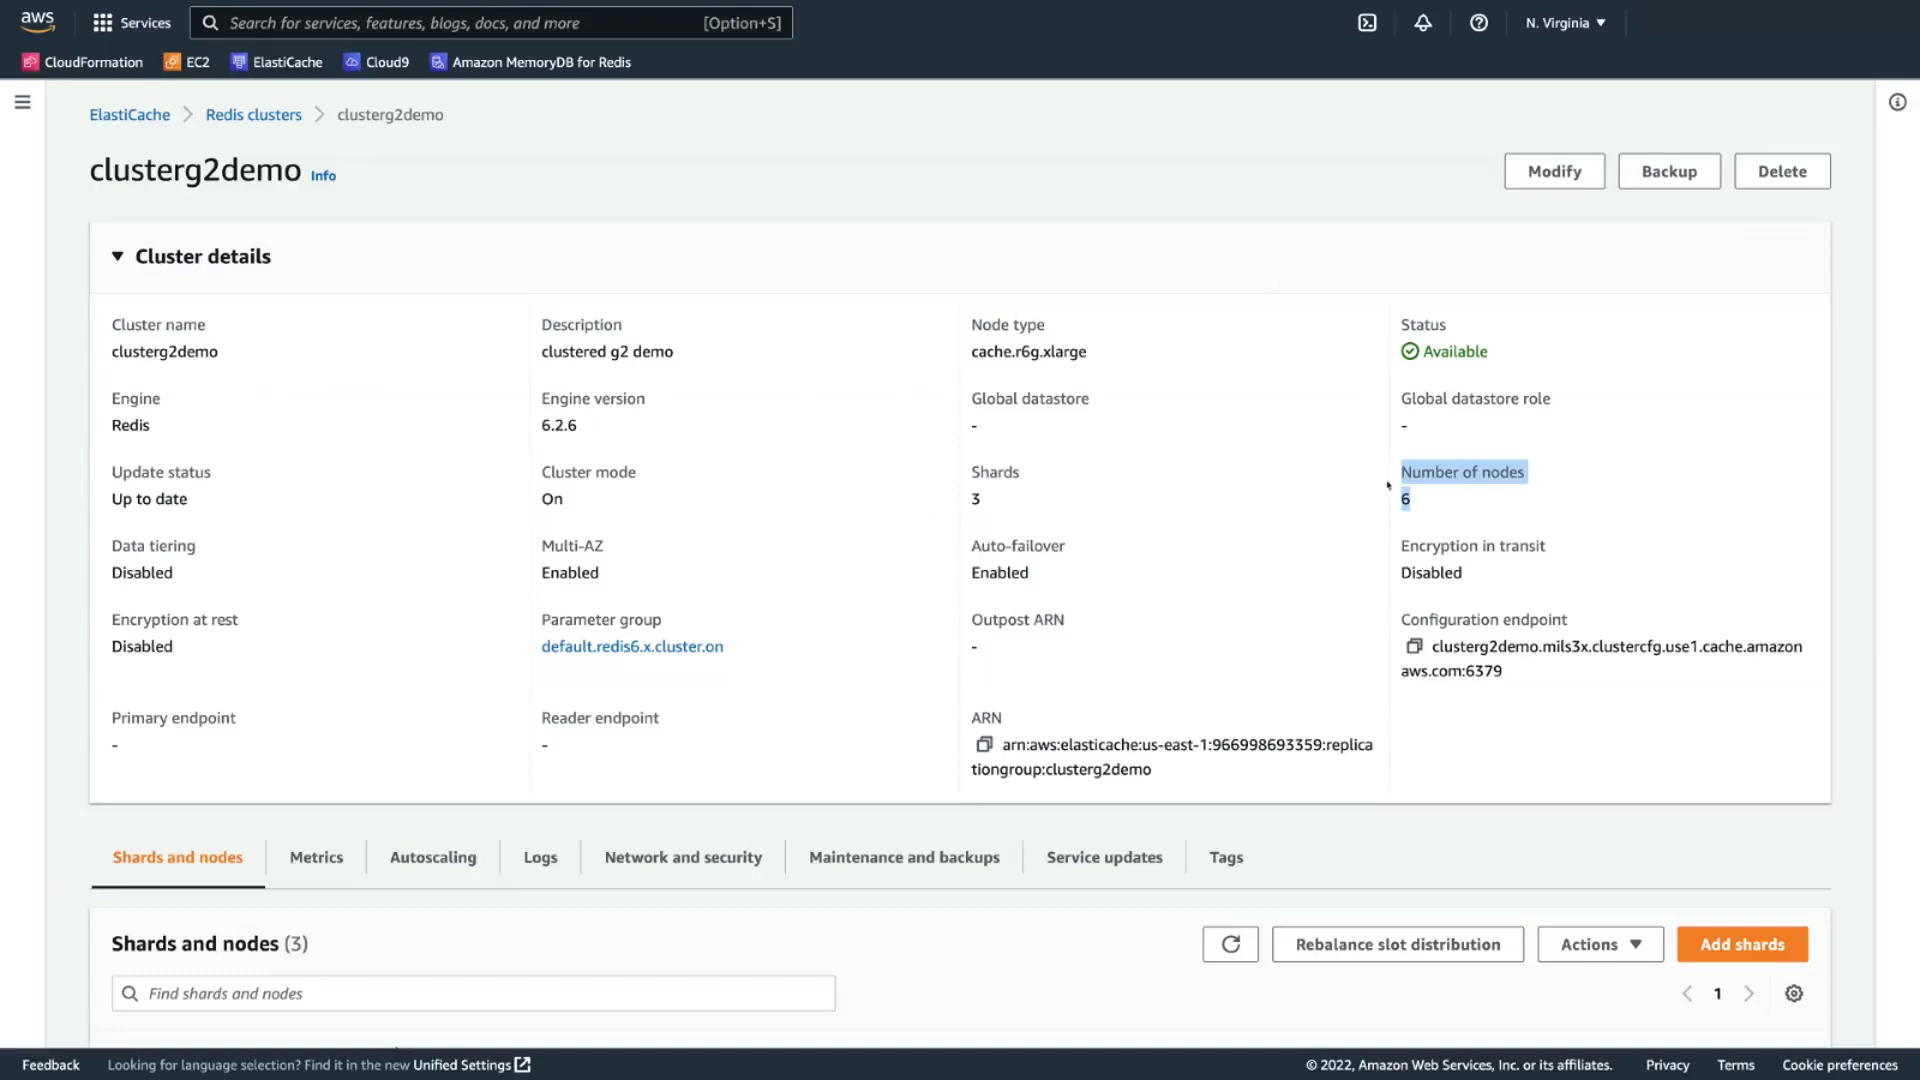 aws
Services
Search for services, features, blogs, docs, and more
[Option+S]
N. Virginia
CloudFormation
EC2
ElastiCache
Cloud9
Amazon MemoryDB for Redis
ElastiCache
Redis clusters
clusterg2demo
clusterg2demo
Info
Modify
Backup
Delete
Cluster details
Cluster name
clusterg2demo
Description
clustered g2 demo
Node type
cache.r6g.xlarge
Status
Available
Engine
Redis
Engine version
6.2.6
Global datastore
-
Global datastore role
-
Update status
Up to date
Cluster mode
On
Shards
3
Number of nodes
6
Data tiering
Disabled
Multi-AZ
Enabled
Auto-failover
Enabled
Encryption in transit
Disabled
Encryption at rest
Disabled
Parameter group
default.redis6.x.cluster.on
Outpost ARN
-
Configuration endpoint
clusterg2demo.mils3x.clustercfg.use1.cache.amazon
aws.com:6379
Primary endpoint
-
Reader endpoint
-
ARN
arn:aws:elasticache:us-east-1:966998693359:replica
tiongroup:clusterg2demo
Shards and nodes
Metrics
Autoscaling
Logs
Network and security
Maintenance and backups
Service updates
Tags
Shards and nodes (3)
Rebalance slot distribution
Actions
Add shards
Find shards and nodes
1
Feedback
Looking for language selection? Find it in the new Unified Settings
© 2022, Amazon Web Services, Inc. or its affiliates.
Privacy
Terms
Cookie preferences